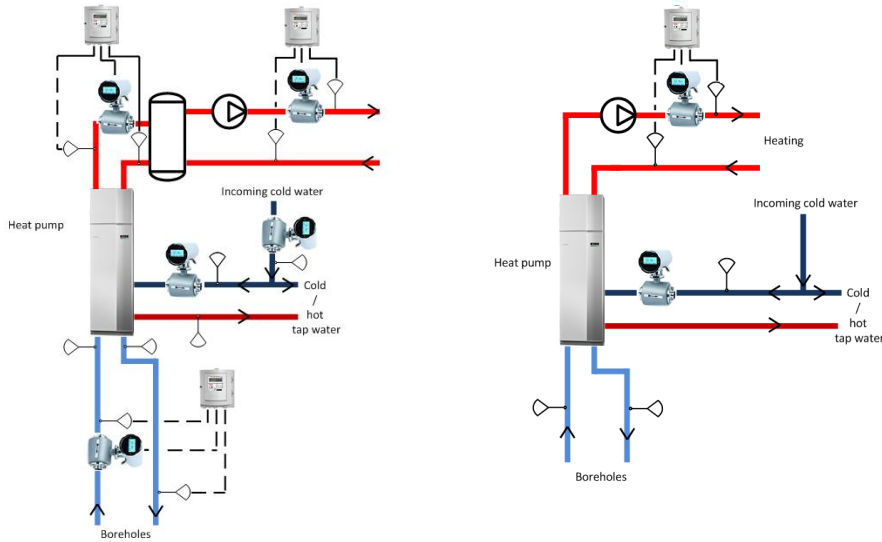 Incoming cold water
Heat pump
Cold
/
hot
tap water
Boreholes
Heating
Incoming cold water
Heat pump
Cold
/
hot
tap water
Boreholes